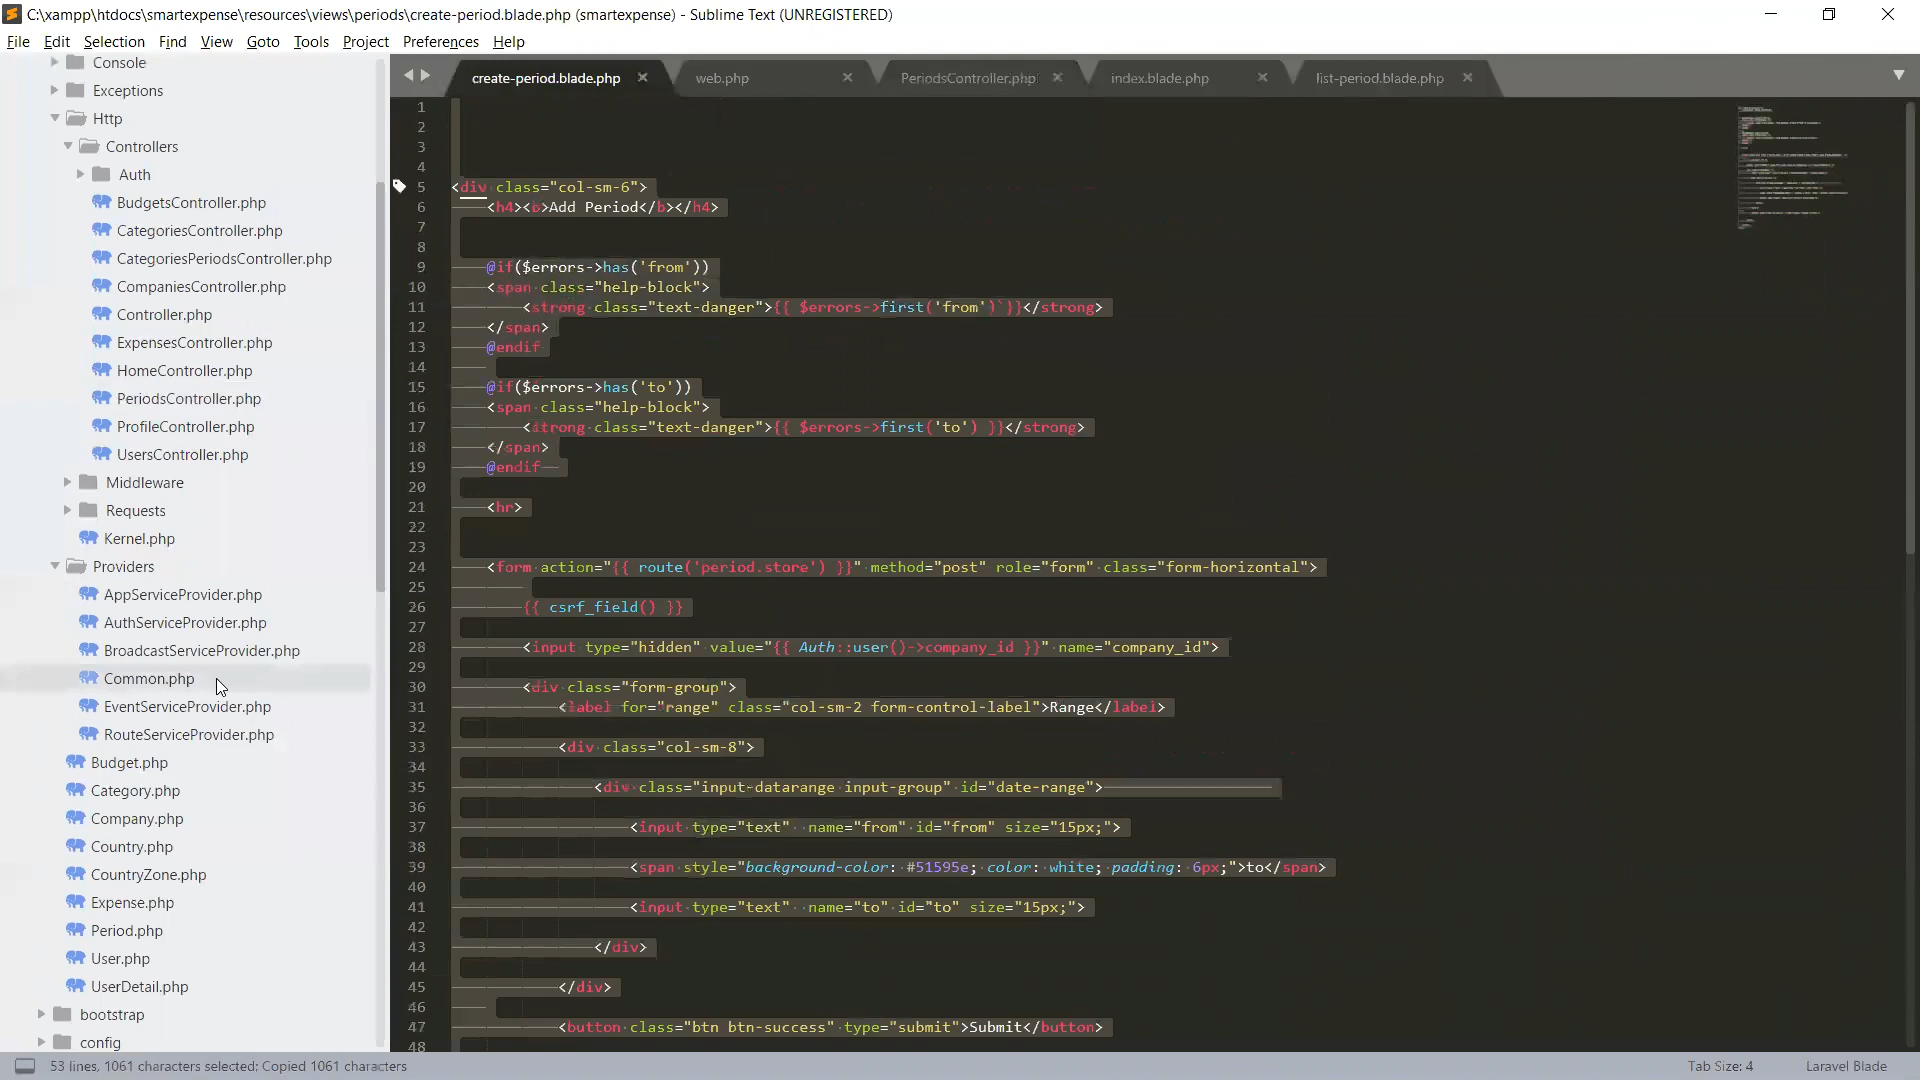 C:\xampp\htdocs\smartexpense\resources\views\periods\create-period.blade.php (smartexpense) - Sublime Text (UNREGISTERED)
File Edit Selection Find View Goto Tools Project Preferences Help
Console
Exceptions
Http
Controllers
Auth
BudgetsController.php
CategoriesController.php
CategoriesPeriodsController.php
CompaniesController.php
Controller.php
ExpensesController.php
HomeController.php
PeriodsController.php
ProfileController.php
UsersController.php
Middleware
Requests
Kernel.php
Providers
AppServiceProvider.php
AuthServiceProvider.php
BroadcastServiceProvider.php
Common.php
EventServiceProvider.php
RouteServiceProvider.php
Budget.php
Category.php
Company.php
Country.php
CountryZone.php
Expense.php
Period.php
User.php
UserDetail.php
bootstrap
config
create-period.blade.php web.php PeriodsController.php index.blade.php list-period.blade.php
1
2
3
4
5 <div class="col-sm-6">
6 <h4><b>Add Period</b></h4>
7
8
9 @if($errors->has('from'))
10 <span class="help-block">
11 <strong class="text-danger">{{ $errors->first('from') }}</strong>
12 </span>
13 @endif
14
15 @if($errors->has('to'))
16 <span class="help-block">
17 <strong class="text-danger">{{ $errors->first('to') }}</strong>
18 </span>
19 @endif
20
21 <hr>
22
23
24 <form action="{{ route('period.store') }}" method="post" role="form" class="form-horizontal">
25
26 {{ csrf_field() }}
27
28 <input type="hidden" value="{{ Auth::user()->company_id }}" name="company_id">
29
30 <div class="form-group">
31 <label for="range" class="col-sm-2 form-control-label">Range</label>
32
33 <div class="col-sm-8">
34
35 <div class="input-datarange input-group" id="date-range">
36
37 <input type="text" name="from" id="from" size="15px;">
38
39 <span style="background-color: #51595e; color: white; padding: 6px;">to</span>
40
41 <input type="text" name="to" id="to" size="15px;">
42
43 </div>
44
45 </div>
46
47 <button class="btn btn-success" type="submit">Submit</button>
48
53 lines, 1061 characters selected; Copied 1061 characters
Tab Size: 4
Laravel Blade